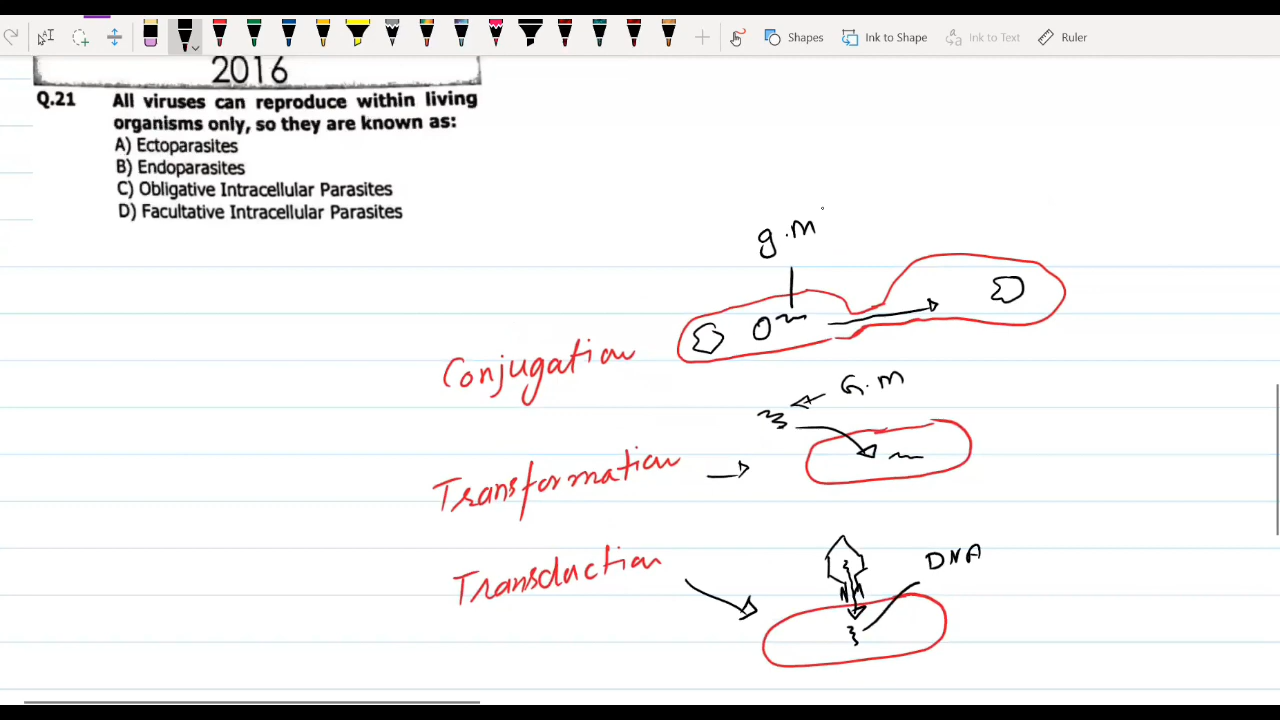 Shapes
Ink to Shape
Ink to Text
Ruler
2016
Q.21 All viruses can reproduce within living
organisms only, so they are known as:
A) Ectoparasites
B) Endoparasites
C) Obligative Intracellular Parasites
D) Facultative Intracellular Parasites
g.m
Conjugation
G.M
Transformation
Transduction
DNA